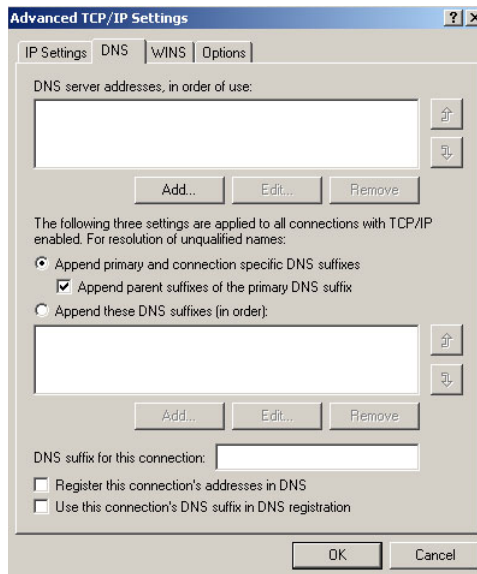 Advanced TCP/IP Settings
IP Settings DNS WINS Options
DNS server addresses, in order of use:
Add... Edit... Remove
The following three settings are applied to all connections with TCP/IP
enabled. For resolution of unqualified names:
Append primary and connection specific DNS suffixes
Append parent suffixes of the primary DNS suffix
Append these DNS suffixes (in order):
Add... Edit... Remove
DNS suffix for this connection:
Register this connection's addresses in DNS
Use this connection's DNS suffix in DNS registration
OK Cancel